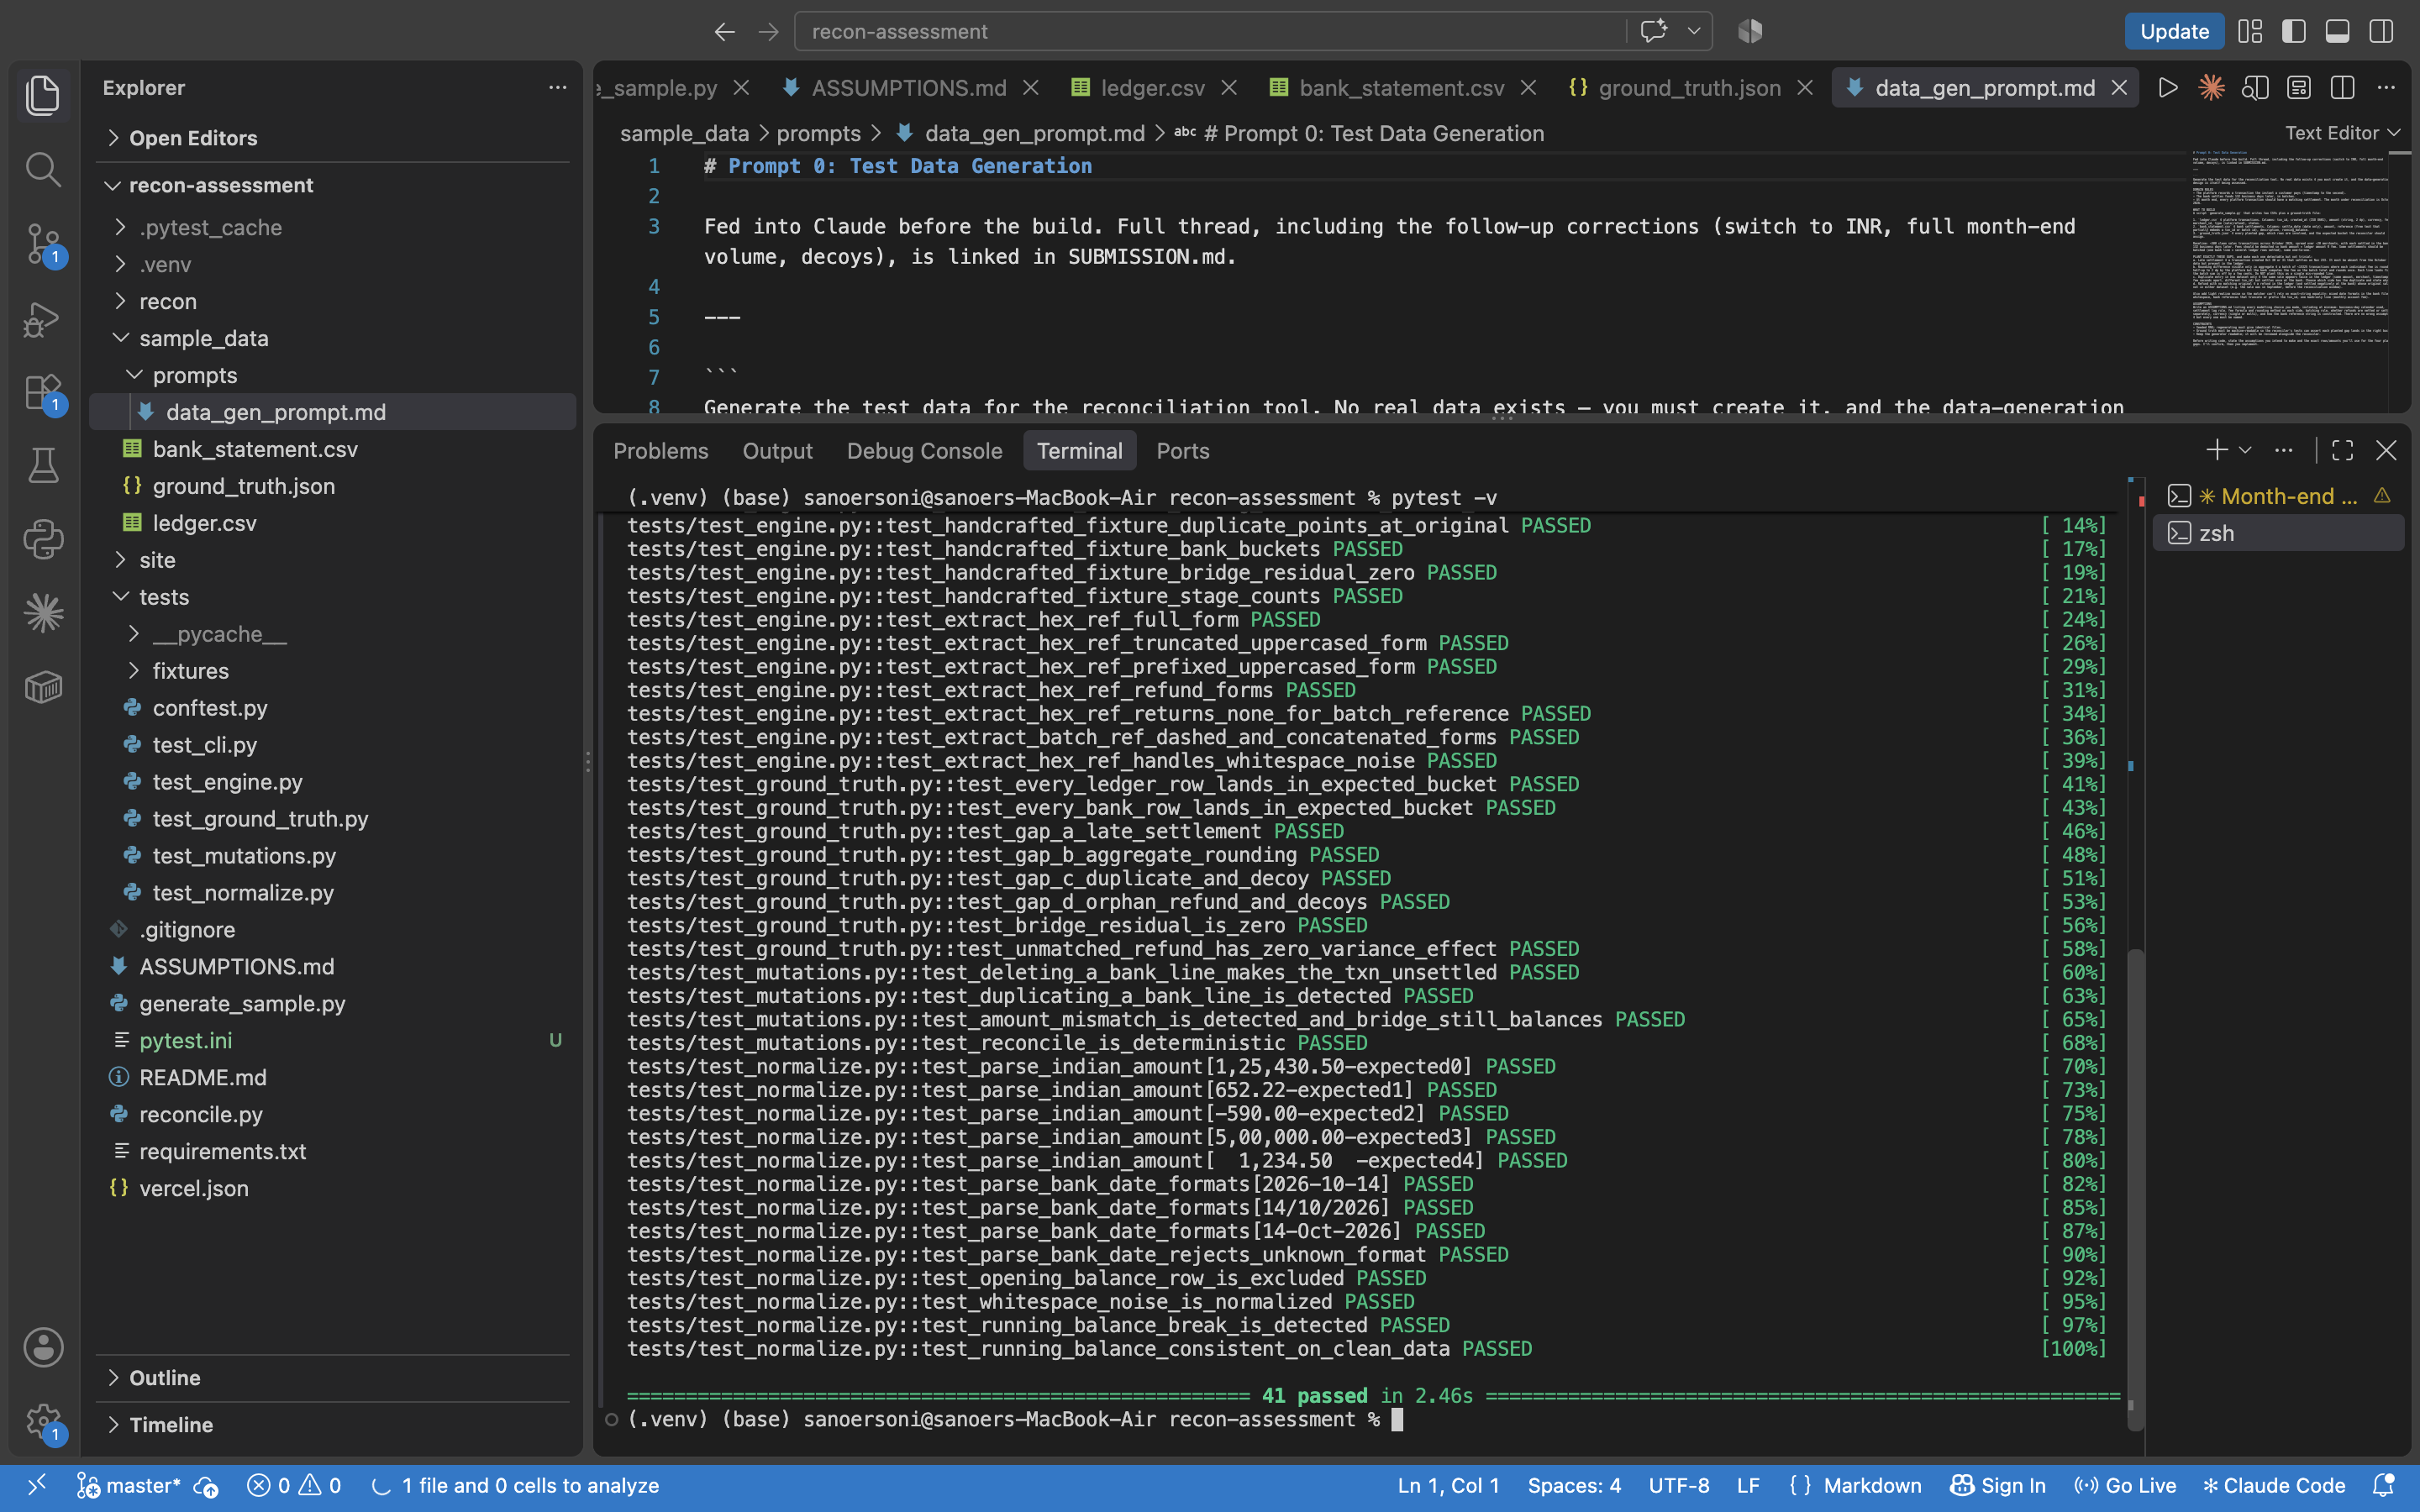 recon-assessment
Update
Explorer
Open Editors
recon-assessment
.pytest_cache
.venv
recon
sample_data
prompts
data_gen_prompt.md
bank_statement.csv
ground_truth.json
ledger.csv
site
tests
__pycache__
fixtures
conftest.py
test_cli.py
test_engine.py
test_ground_truth.py
test_mutations.py
test_normalize.py
.gitignore
ASSUMPTIONS.md
generate_sample.py
pytest.ini U
README.md
reconcile.py
requirements.txt
vercel.json
Outline
Timeline
1
1
1
e_sample.py ASSUMPTIONS.md ledger.csv bank_statement.csv {} ground_truth.json data_gen_prompt.md
sample_data > prompts > data_gen_prompt.md > abc # Prompt 0: Test Data Generation
Text Editor
1 # Prompt 0: Test Data Generation
2
3 Fed into Claude before the build. Full thread, including the follow-up corrections (switch to INR, full month-end
volume, decoys), is linked in SUBMISSION.md.
4
5 ---
6
7 ```
8 Generate the test data for the reconciliation tool. No real data exists — you must create it, and the data-generation
Problems Output Debug Console Terminal Ports
(.venv) (base) sanoersoni@sanoers-MacBook-Air recon-assessment % pytest -v
tests/test_engine.py::test_handcrafted_fixture_duplicate_points_at_original PASSED [ 14%]
tests/test_engine.py::test_handcrafted_fixture_bank_buckets PASSED [ 17%]
tests/test_engine.py::test_handcrafted_fixture_bridge_residual_zero PASSED [ 19%]
tests/test_engine.py::test_handcrafted_fixture_stage_counts PASSED [ 21%]
tests/test_engine.py::test_extract_hex_ref_full_form PASSED [ 24%]
tests/test_engine.py::test_extract_hex_ref_truncated_uppercased_form PASSED [ 26%]
tests/test_engine.py::test_extract_hex_ref_prefixed_uppercased_form PASSED [ 29%]
tests/test_engine.py::test_extract_hex_ref_refund_forms PASSED [ 31%]
tests/test_engine.py::test_extract_hex_ref_returns_none_for_batch_reference PASSED [ 34%]
tests/test_engine.py::test_extract_batch_ref_dashed_and_concatenated_forms PASSED [ 36%]
tests/test_engine.py::test_extract_hex_ref_handles_whitespace_noise PASSED [ 39%]
tests/test_ground_truth.py::test_every_ledger_row_lands_in_expected_bucket PASSED [ 41%]
tests/test_ground_truth.py::test_every_bank_row_lands_in_expected_bucket PASSED [ 43%]
tests/test_ground_truth.py::test_gap_a_late_settlement PASSED [ 46%]
tests/test_ground_truth.py::test_gap_b_aggregate_rounding PASSED [ 48%]
tests/test_ground_truth.py::test_gap_c_duplicate_and_decoy PASSED [ 51%]
tests/test_ground_truth.py::test_gap_d_orphan_refund_and_decoys PASSED [ 53%]
tests/test_ground_truth.py::test_bridge_residual_is_zero PASSED [ 56%]
tests/test_ground_truth.py::test_unmatched_refund_has_zero_variance_effect PASSED [ 58%]
tests/test_mutations.py::test_deleting_a_bank_line_makes_the_txn_unsettled PASSED [ 60%]
tests/test_mutations.py::test_duplicating_a_bank_line_is_detected PASSED [ 63%]
tests/test_mutations.py::test_amount_mismatch_is_detected_and_bridge_still_balances PASSED [ 65%]
tests/test_mutations.py::test_reconcile_is_deterministic PASSED [ 68%]
tests/test_normalize.py::test_parse_indian_amount[1,25,430.50-expected0] PASSED [ 70%]
tests/test_normalize.py::test_parse_indian_amount[652.22-expected1] PASSED [ 73%]
tests/test_normalize.py::test_parse_indian_amount[-590.00-expected2] PASSED [ 75%]
tests/test_normalize.py::test_parse_indian_amount[5,00,000.00-expected3] PASSED [ 78%]
tests/test_normalize.py::test_parse_indian_amount[  1,234.50  -expected4] PASSED [ 80%]
tests/test_normalize.py::test_parse_bank_date_formats[2026-10-14] PASSED [ 82%]
tests/test_normalize.py::test_parse_bank_date_formats[14/10/2026] PASSED [ 85%]
tests/test_normalize.py::test_parse_bank_date_formats[14-Oct-2026] PASSED [ 87%]
tests/test_normalize.py::test_parse_bank_date_rejects_unknown_format PASSED [ 90%]
tests/test_normalize.py::test_opening_balance_row_is_excluded PASSED [ 92%]
tests/test_normalize.py::test_whitespace_noise_is_normalized PASSED [ 95%]
tests/test_normalize.py::test_running_balance_break_is_detected PASSED [ 97%]
tests/test_normalize.py::test_running_balance_consistent_on_clean_data PASSED [100%]
41 passed in 2.46s
(.venv) (base) sanoersoni@sanoers-MacBook-Air recon-assessment %
Month-end ...
zsh
master* 0 0 1 file and 0 cells to analyze Ln 1, Col 1 Spaces: 4 UTF-8 LF {} Markdown Sign In Go Live Claude Code